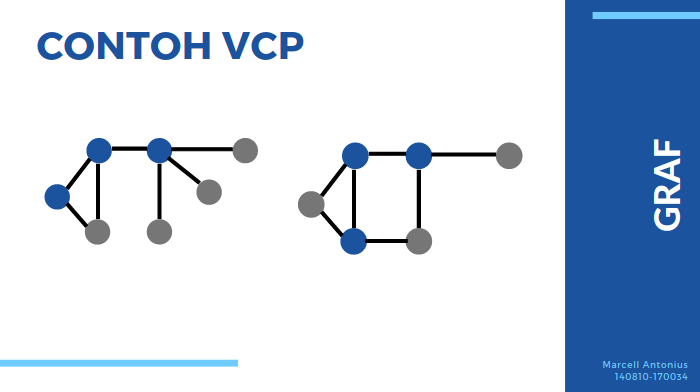 CONTOH VCP
GRAF
Marcell Antonius
140810-170034